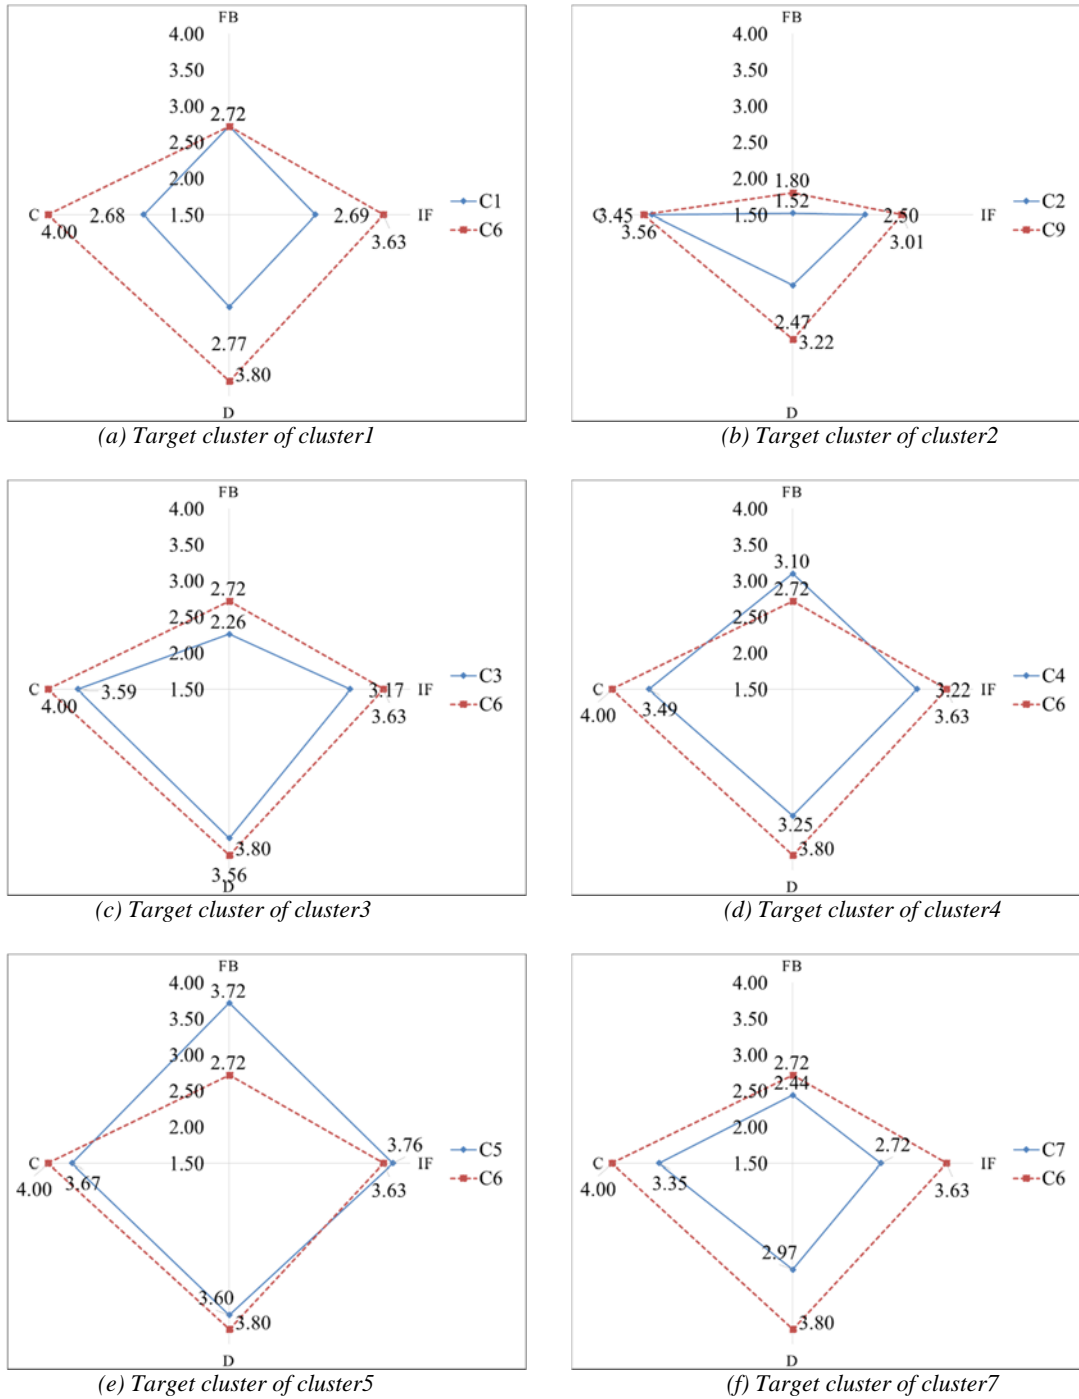 FB
4.00
3.50
3.00
2.72
2.50
2.00
C 2.68 1.50 2.69 IF
4.00 3.63
2.77
3.80
D
C1
C6
(a) Target cluster of cluster1
FB
4.00
3.50
3.00
2.50
2.00 1.80
1.52
C 3.45 1.50 2.50 IF
3.56 3.01
2.47
3.22
D
C2
C9
(b) Target cluster of cluster2
FB
4.00
3.50
3.00
2.72
2.50 2.26
2.00
C 3.59 1.50 3.17 IF
4.00 3.63
3.80
3.56
D
C3
C6
(c) Target cluster of cluster3
FB
4.00
3.50
3.10
3.00
2.72
2.50
2.00
C 1.50 3.22 IF
4.00 3.49 3.63
3.25
3.80
D
C4
C6
(d) Target cluster of cluster4
FB
4.00
3.72
3.50
3.00
2.72
2.50
2.00
3.76
C 1.50 IF
4.00 3.67 3.63
3.60
3.80
D
C5
C6
(e) Target cluster of cluster5
FB
4.00
3.50
3.00
2.72
2.50 2.44
2.00
2.72
C 1.50 IF
4.00 3.35 3.63
2.97
3.80
D
C7
C6
(f) Target cluster of cluster7